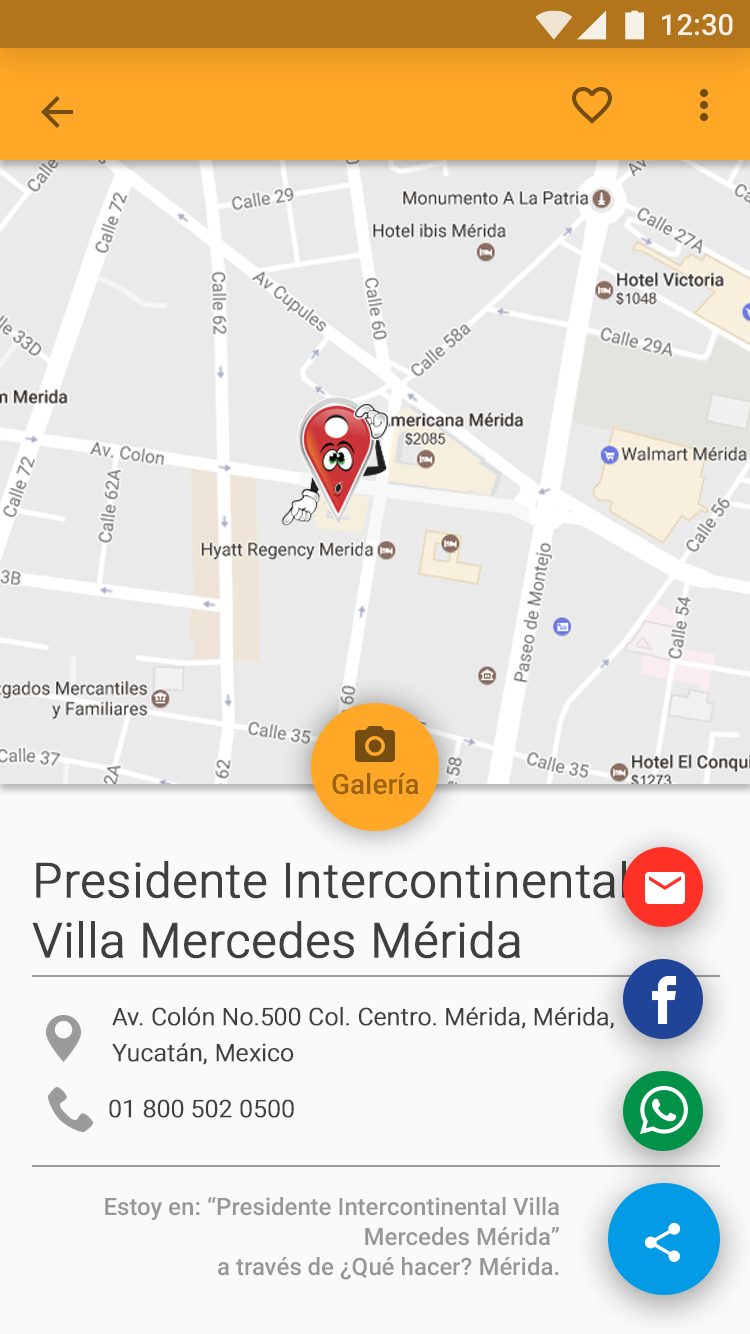 12:30
Calle
Calle 29
Monumento A La Patria
Av
Calle 72
Hotel ibis Mérida
Calle 27A
Calle 62
Av Cupules
Calle 60
Hotel Victoria
$1048
lle 33D
Calle 58a
Calle 29A
n Merida
mericana Mérida
$2085
Av. Colon
Walmart Mérida
Calle 72
Calle 62A
Calle 56
Hyatt Regency Merida
3B
Paseo de Montejo
Calle 54
gados Mercantiles
y Familiares
60
Calle 35
Calle 37
2A
62
58
Calle 35
Hotel El Conqui
$1273
Galería
Presidente Intercontinental
Villa Mercedes Mérida
Av. Colón No.500 Col. Centro. Mérida, Mérida,
Yucatán, Mexico
01 800 502 0500
Estoy en: “Presidente Intercontinental Villa
Mercedes Mérida”
a través de ¿Qué hacer? Mérida.